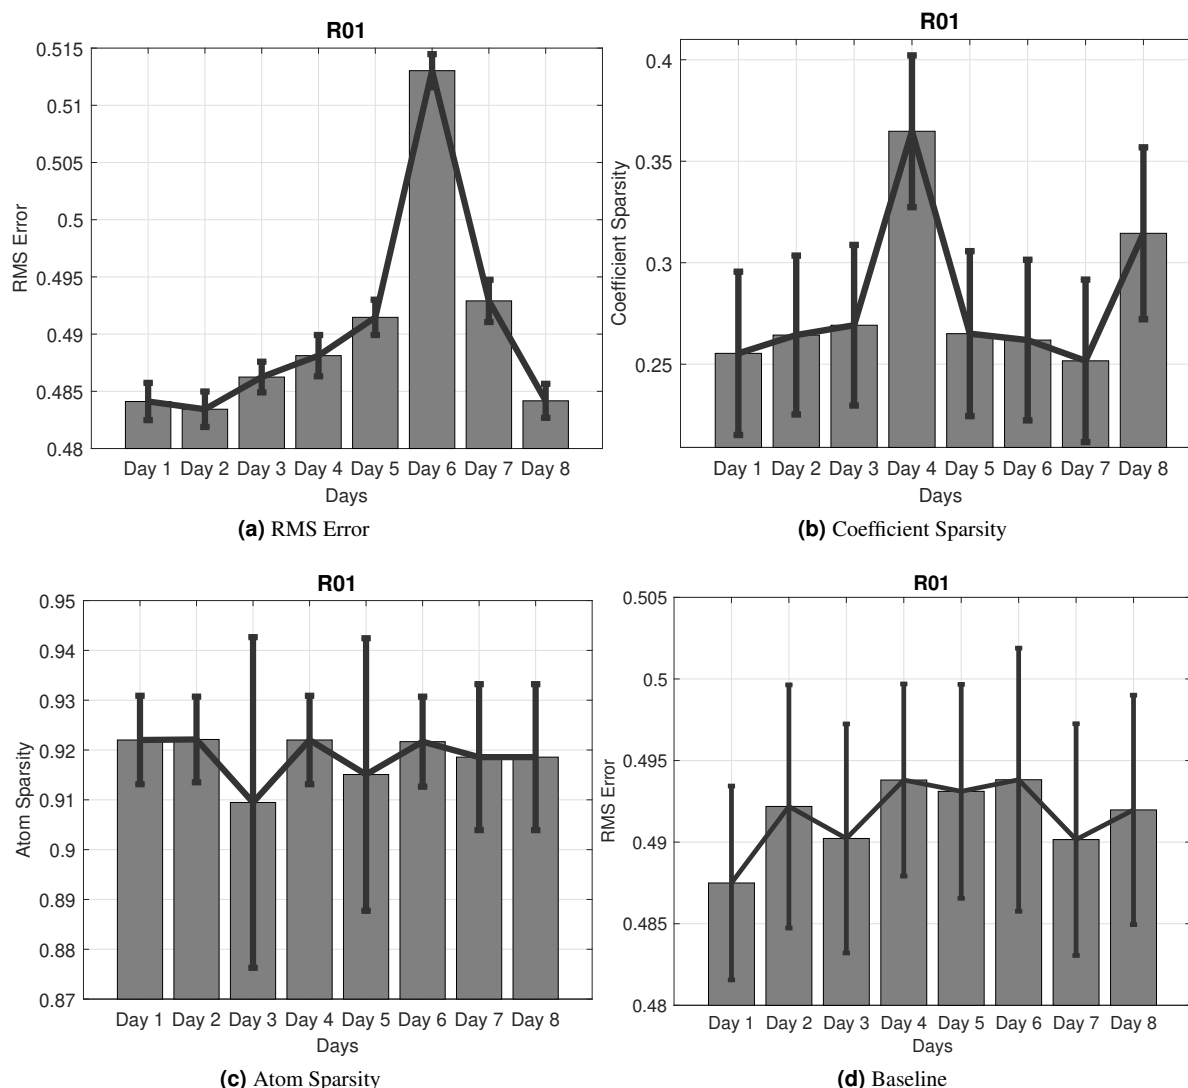 R01
0.515
0.51
0.505
0.5
0.495
0.49
0.485
0.48
RMS Error
Day 1 Day 2 Day 3 Day 4 Day 5 Day 6 Day 7 Day 8
Days
(a) RMS Error
R01
0.4
0.35
0.3
0.25
Coefficient Sparsity
Day 1 Day 2 Day 3 Day 4 Day 5 Day 6 Day 7 Day 8
Days
(b) Coefficient Sparsity
R01
0.95
0.94
0.93
0.92
0.91
0.9
0.89
0.88
0.87
Atom Sparsity
Day 1 Day 2 Day 3 Day 4 Day 5 Day 6 Day 7 Day 8
Days
(c) Atom Sparsity
R01
0.505
0.5
0.495
0.49
0.485
0.48
RMS Error
Day 1 Day 2 Day 3 Day 4 Day 5 Day 6 Day 7 Day 8
Days
(d) Baseline